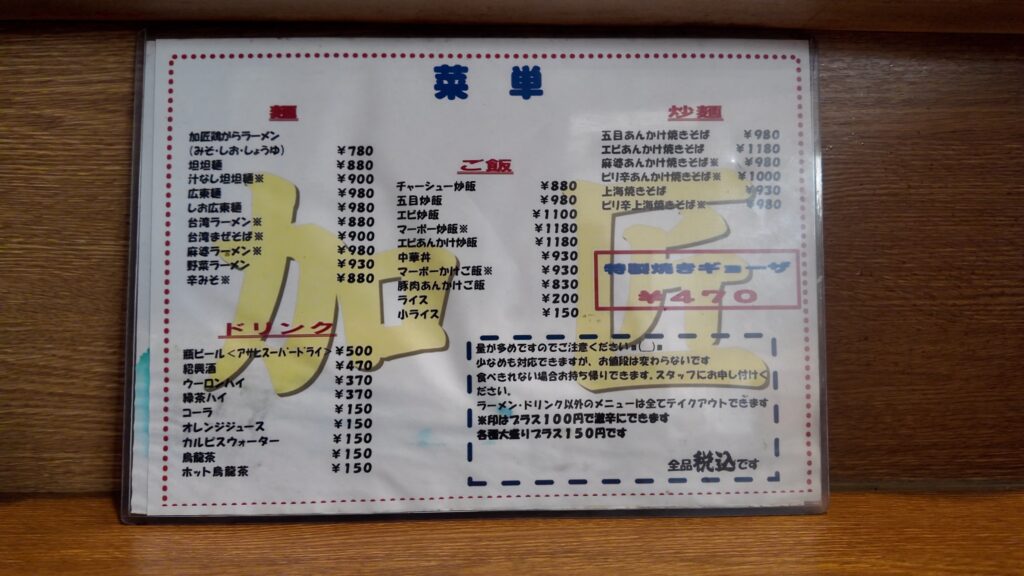 菜単
麺
加匠鶏がらラーメン
(みそ・しお・しょうゆ) ¥780
坦坦麺 ¥880
汁なし坦坦麺※ ¥900
広東麺 ¥980
しお広東麺 ¥980
台湾ラーメン※ ¥880
台湾まぜそば※ ¥900
麻婆ラーメン※ ¥980
野菜ラーメン ¥930
辛みそ※ ¥880
ドリンク
瓶ビール<アサヒスーパードライ> ¥500
紹興酒 ¥470
ウーロンハイ ¥370
緑茶ハイ ¥370
コーラ ¥150
オレンジジュース ¥150
カルピスウォーター ¥150
烏龍茶 ¥150
ホット烏龍茶 ¥150
ご飯
チャーシュー炒飯 ¥880
五目炒飯 ¥980
エビ炒飯 ¥1100
マーボー炒飯※ ¥1180
エビあんかけ炒飯 ¥1180
中華丼 ¥930
マーボーかけご飯※ ¥930
豚肉あんかけご飯 ¥830
ライス ¥200
小ライス ¥150
炒麺
五目あんかけ焼きそば ¥980
エビあんかけ焼きそば ¥1180
麻婆あんかけ焼きそば※ ¥980
ピリ辛あんかけ焼きそば※ ¥1000
上海焼きそば ¥930
ピリ辛上海焼きそば※ ¥980
特製焼きギョーザ
¥470
量が多めですのでご注意ください
少なめも対応できますが、お値段は変わらないです
食べきれない場合お持ち帰りできます。スタッフにお申し付けく
ださい。
ラーメン・ドリンク以外のメニューは全てテイクアウトできます
※印はプラス100円で激辛にできます
各種大盛りプラス150円です
全品税込です
加匠